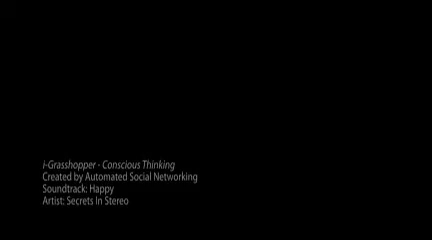 i-Grasshopper - Conscious Thinking
Created by Automated Social Networking
Soundtrack: Happy
Artist: Secrets In Stereo